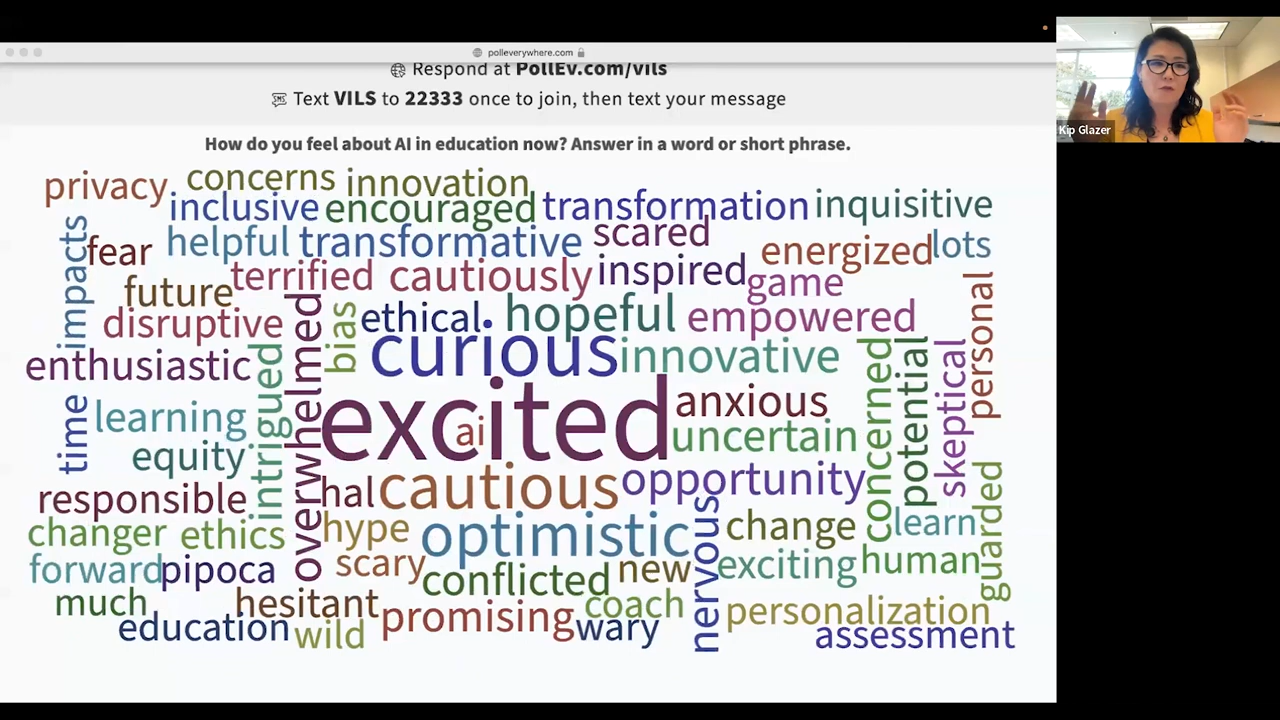 polleverywhere.com
Respond at PollEv.com/vils
Text VILS to 22333 once to join, then text your message
How do you feel about AI in education now? Answer in a word or short phrase.
privacy concerns innovation
inclusive encouraged transformation inquisitive
impacts fear helpful transformative scared energized lots
terrified cautiously inspired game personal
future
disruptive bias ethical hopeful empowered
enthusiastic intrigued overwhelmed curious innovative concerned potential skeptical
time learning excited ai anxious
equity uncertain
responsible hal cautious opportunity guarded
changer ethics hype optimistic nervous change learn
forward pipoca scary conflicted new exciting human
much hesitant promising coach personalization
education wild wary assessment
Kip Glazer